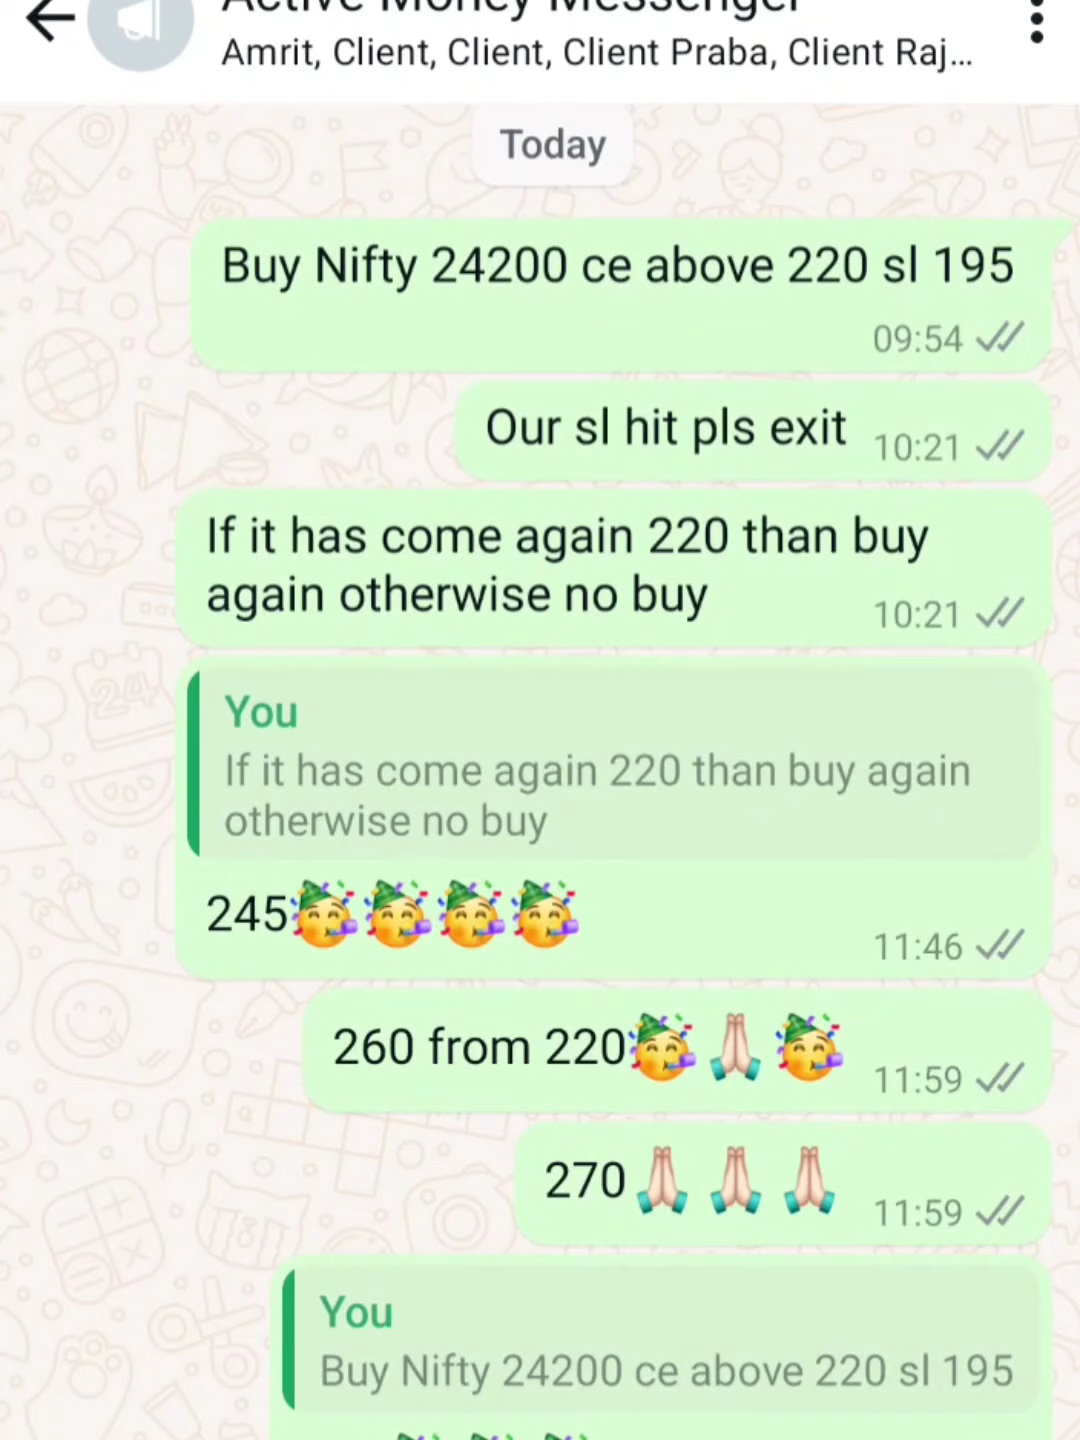 Active Money Messenger
Amrit, Client, Client, Client Praba, Client Raj...
Today
Buy Nifty 24200 ce above 220 sl 195
09:54
Our sl hit pls exit
10:21
If it has come again 220 than buy
again otherwise no buy
10:21
You
If it has come again 220 than buy again
otherwise no buy
245🥳🥳🥳🥳
11:46
260 from 220🥳🙏🏻🥳
11:59
270🙏🏻🙏🏻🙏🏻
11:59
You
Buy Nifty 24200 ce above 220 sl 195